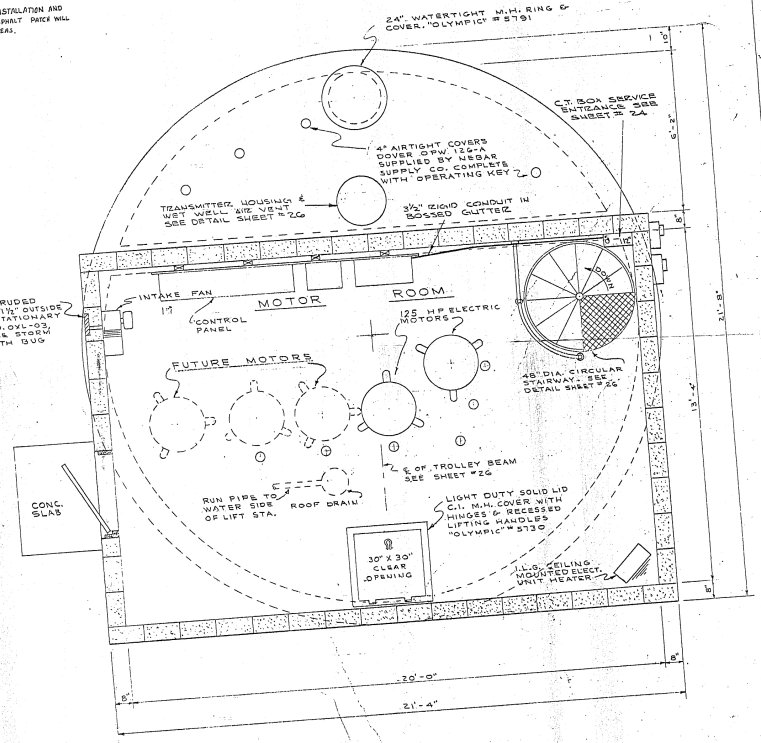 NSTALLATION AND
PHALT PATCH WILL
EAS.
24" WATERTIGHT M.H. RING &
COVER. "OLYMPIC" # 5791
10"
C.T. BOX SERVICE
ENTRANCE SEE
SHEET # 24
6'-2"
4" AIRTIGHT COVERS
DOVER OPW. 126-A
SUPPLIED BY NEBAR
SUPPLY CO. COMPLETE
WITH OPERATING KEY
TRANSMITTER HOUSING &
WET WELL AIR VENT
SEE DETAIL SHEET # 26
3½" RIGID CONDUIT IN
BOSSED GUTTER
8"
DOWN
RUDED
1½" OUTSIDE
TATIONARY
O. OXL-03,
E STORM
TH BUG
INTAKE FAN
CONTROL
PANEL
MOTOR ROOM
125 HP ELECTRIC
MOTORS
FUTURE MOTORS
48" DIA. CIRCULAR
STAIRWAY - SEE
DETAIL SHEET # 26
21'-8"
13'-4"
℄ OF TROLLEY BEAM
SEE SHEET # 26
CONC.
SLAB
RUN PIPE TO
WATER SIDE
OF LIFT STA.
ROOF DRAIN
LIGHT DUTY SOLID LID
C.I. M.H. COVER WITH
HINGES & RECESSED
LIFTING HANDLES
"OLYMPIC" # 5730
30" X 30"
CLEAR
OPENING
I.L.G. CEILING
MOUNTED ELECT.
UNIT HEATER
8"
8"
20'-0"
8"
21'-4"